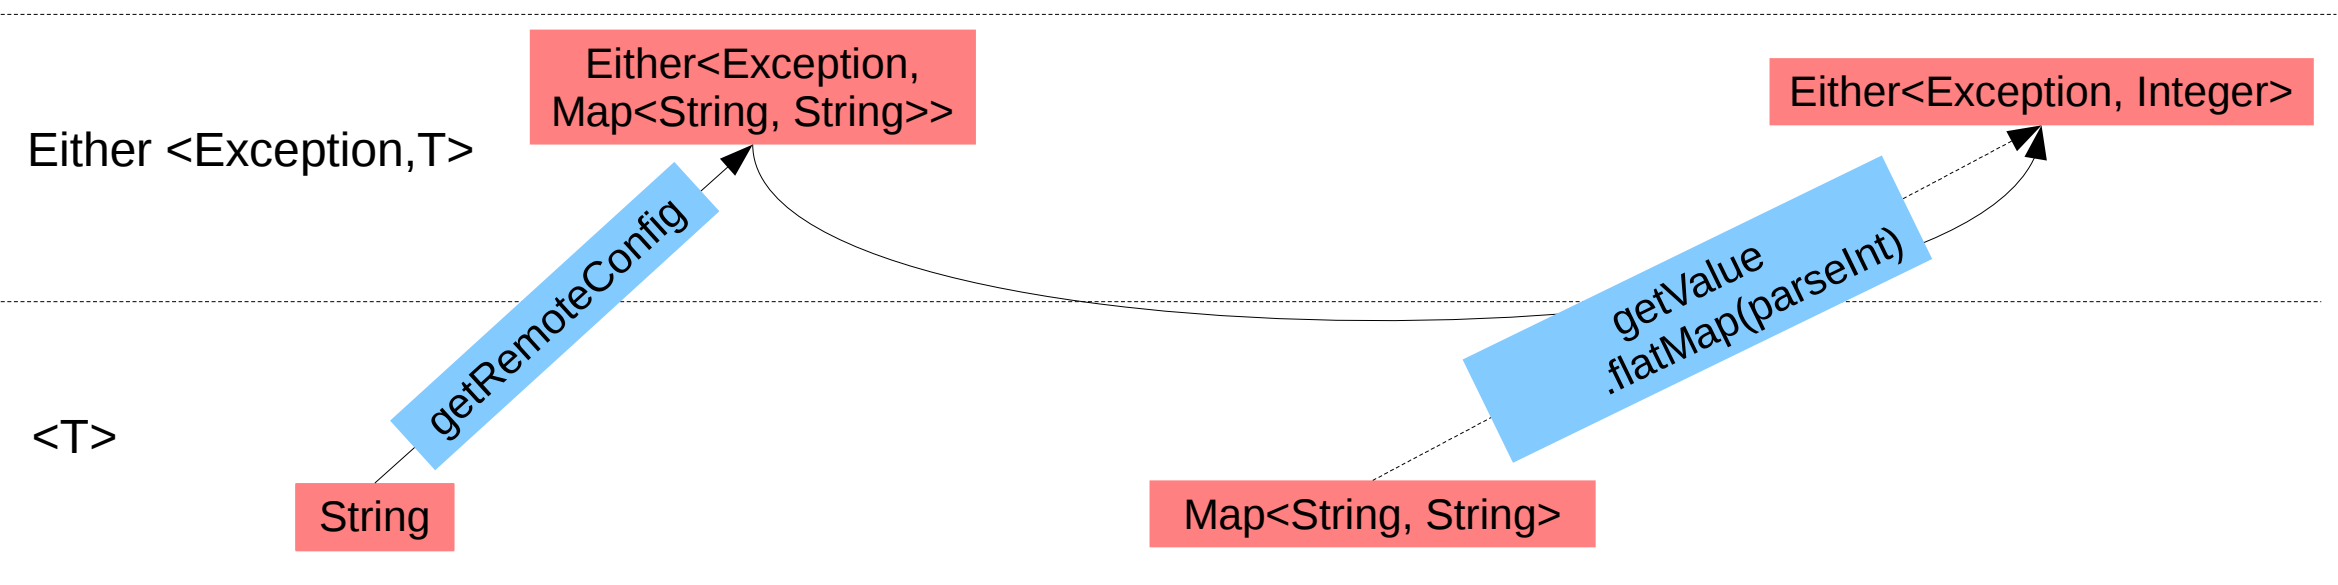 Either<Exception,
Map<String, String>>
Either<Exception, Integer>
Either <Exception,T>
getRemoteConfig
getValue
.flatMap(parseInt)
<T>
String
Map<String, String>